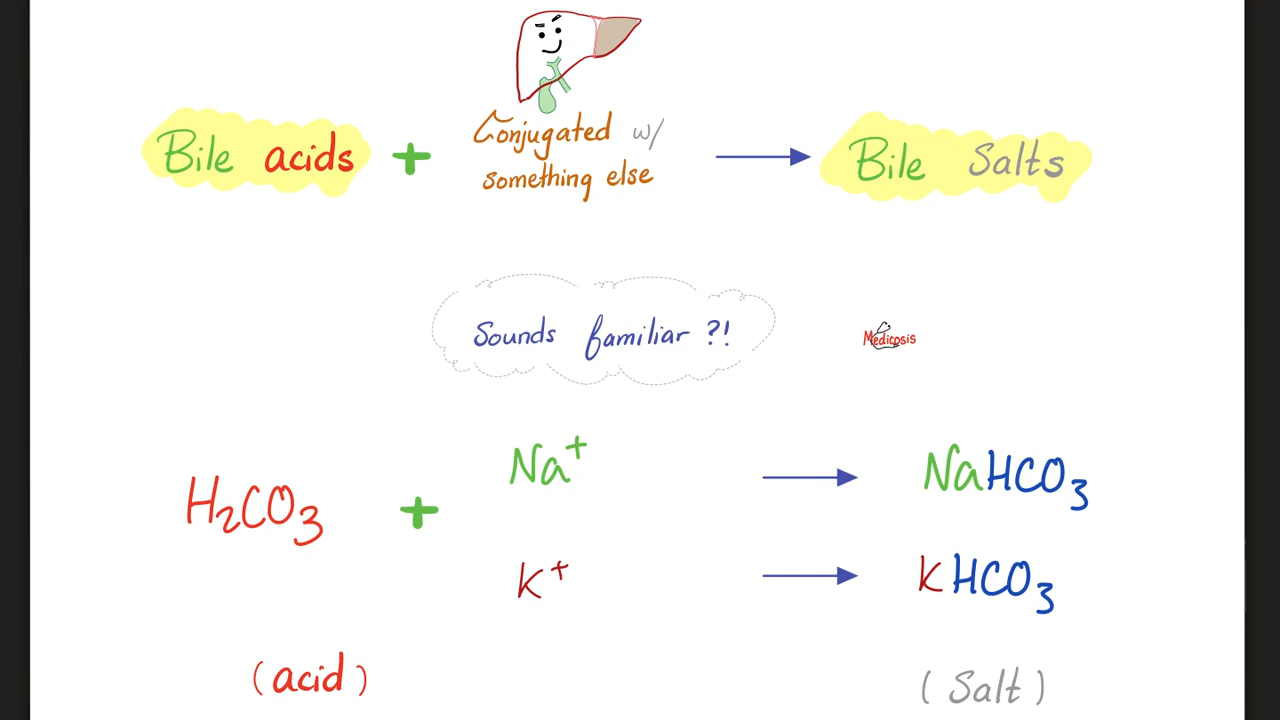 Bile acids + Conjugated w/ something else → Bile Salts
Sounds familiar ?!
Medicosis
H₂CO₃ + Na⁺ → NaHCO₃
K⁺ → KHCO₃
(acid) (Salt)